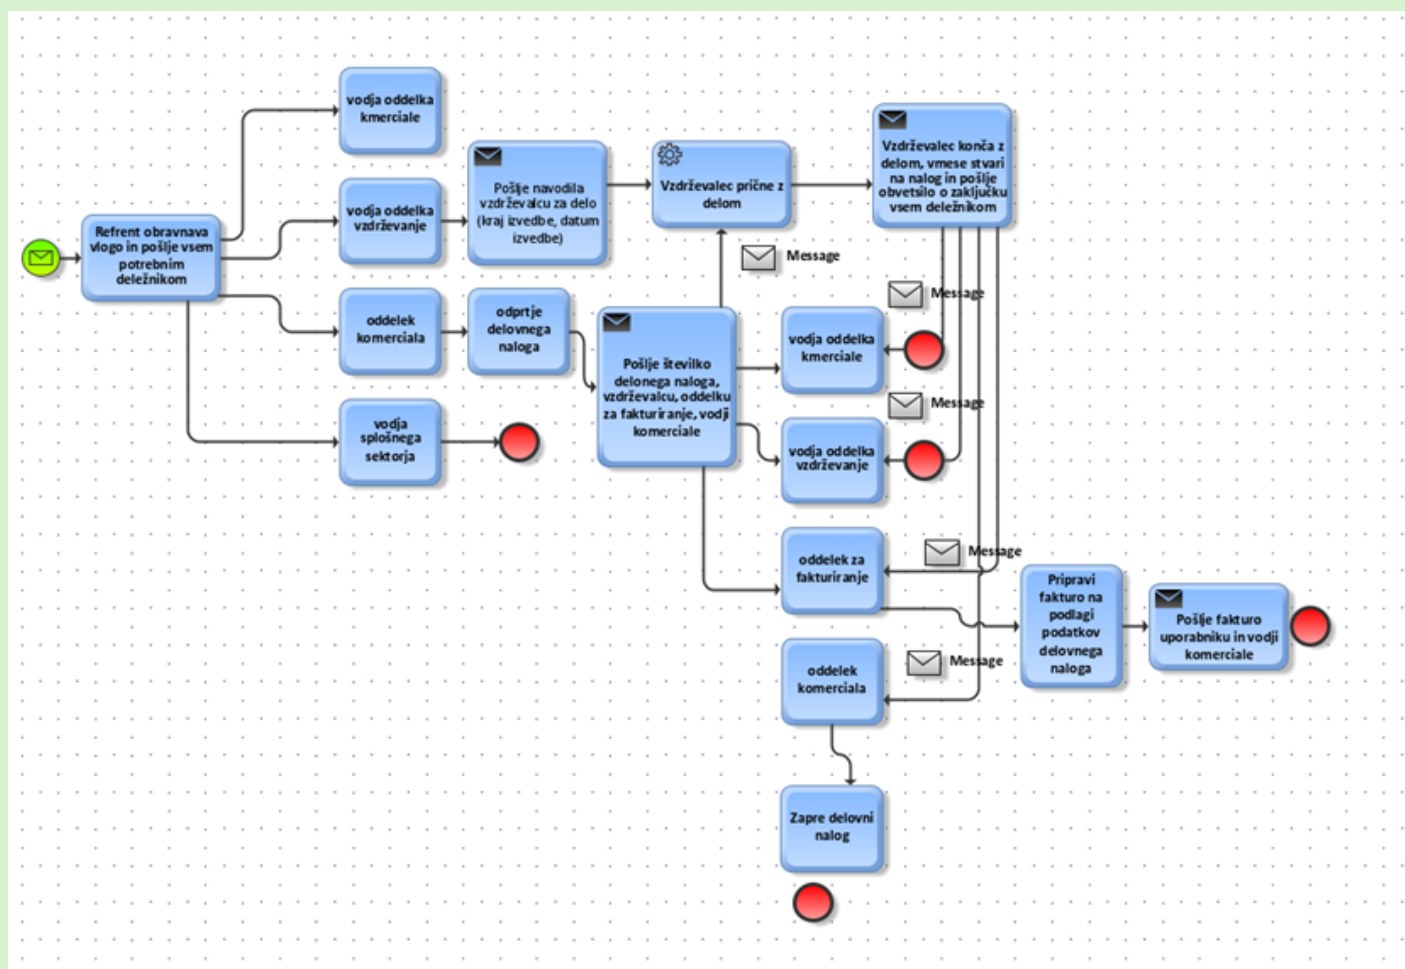 vodja oddelka
kmerciale
vodja oddelka
vzdrževanje
Refrent obravnava
vlogo in pošlje vsem
potrebnim
deležnikom
oddelek
komerciala
vodja
splošnega
sektorja
Pošlje navodila
vzdrževalcu za delo
(kraj izvedbe, datum
izvedbe)
odprtje
delovnega
naloga
Vzdrževalec prične z
delom
Vzdrževalec konča z
delom, vmese stvari
na nalog in pošlje
obvetsilo o zaključku
vsem deležnikom
Message
Pošlje številko
delonega naloga,
vzdrževalcu, oddelku
za fakturiranje, vodji
komerciale
Message
vodja oddelka
kmerciale
Message
vodja oddelka
vzdrževanje
Message
oddelek za
fakturiranje
Pripravi
fakturo na
podlagi
podatkov
delovnega
naloga
Pošlje fakturo
uporabniku in vodji
komerciale
Message
oddelek
komerciala
Zapre delovni
nalog